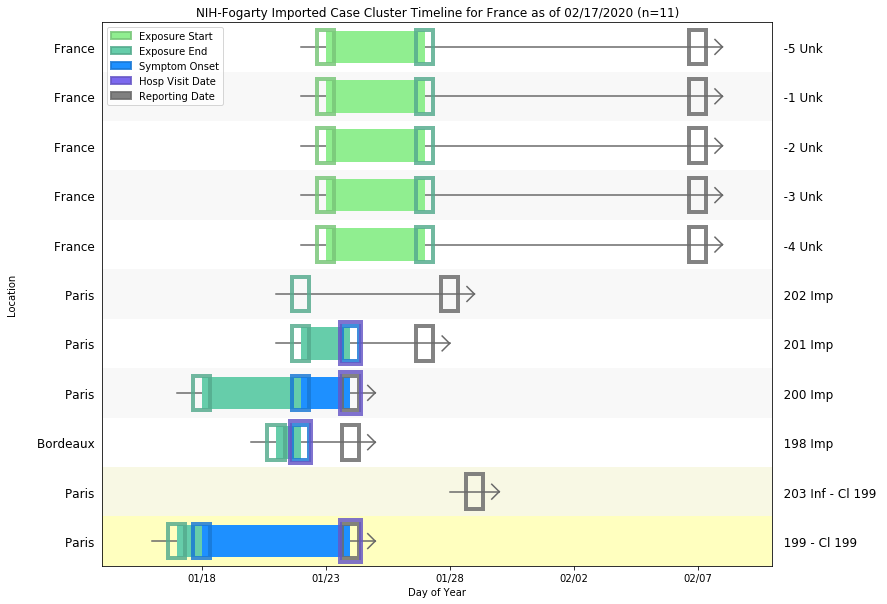 NIH-Fogarty Imported Case Cluster Timeline for France as of 02/17/2020 (n=11)
Exposure Start
Exposure End
Symptom Onset
Hosp Visit Date
Reporting Date
France -5 Unk
France -1 Unk
France -2 Unk
France -3 Unk
France -4 Unk
Paris 202 Imp
Paris 201 Imp
Paris 200 Imp
Bordeaux 198 Imp
Paris 203 Inf - Cl 199
Paris 199 - Cl 199
Location
01/18 01/23 01/28 02/02 02/07
Day of Year